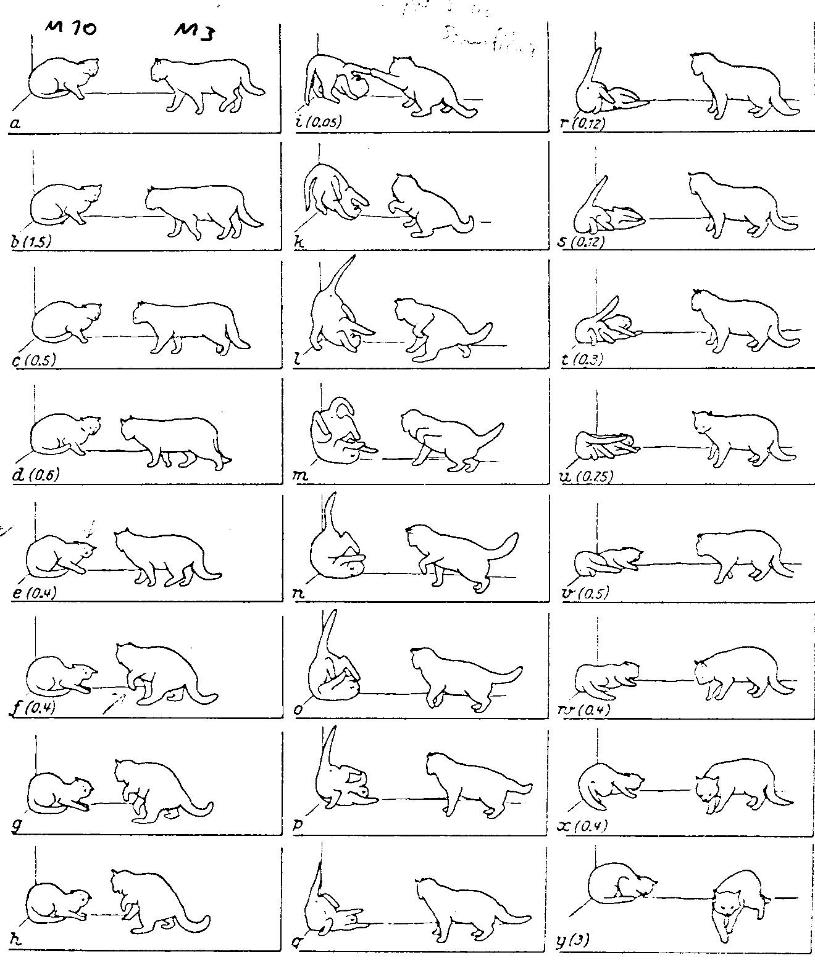 M 10 M 3
a
b (1.5)
c (0.5)
d (0.6)
e (0.4)
f (0.4)
g
h
i (0.05)
k
l
m
n
o
p
q
r (0.12)
s (0.12)
t (0.3)
u (0.25)
v (0.5)
w (0.4)
x (0.4)
y (3)